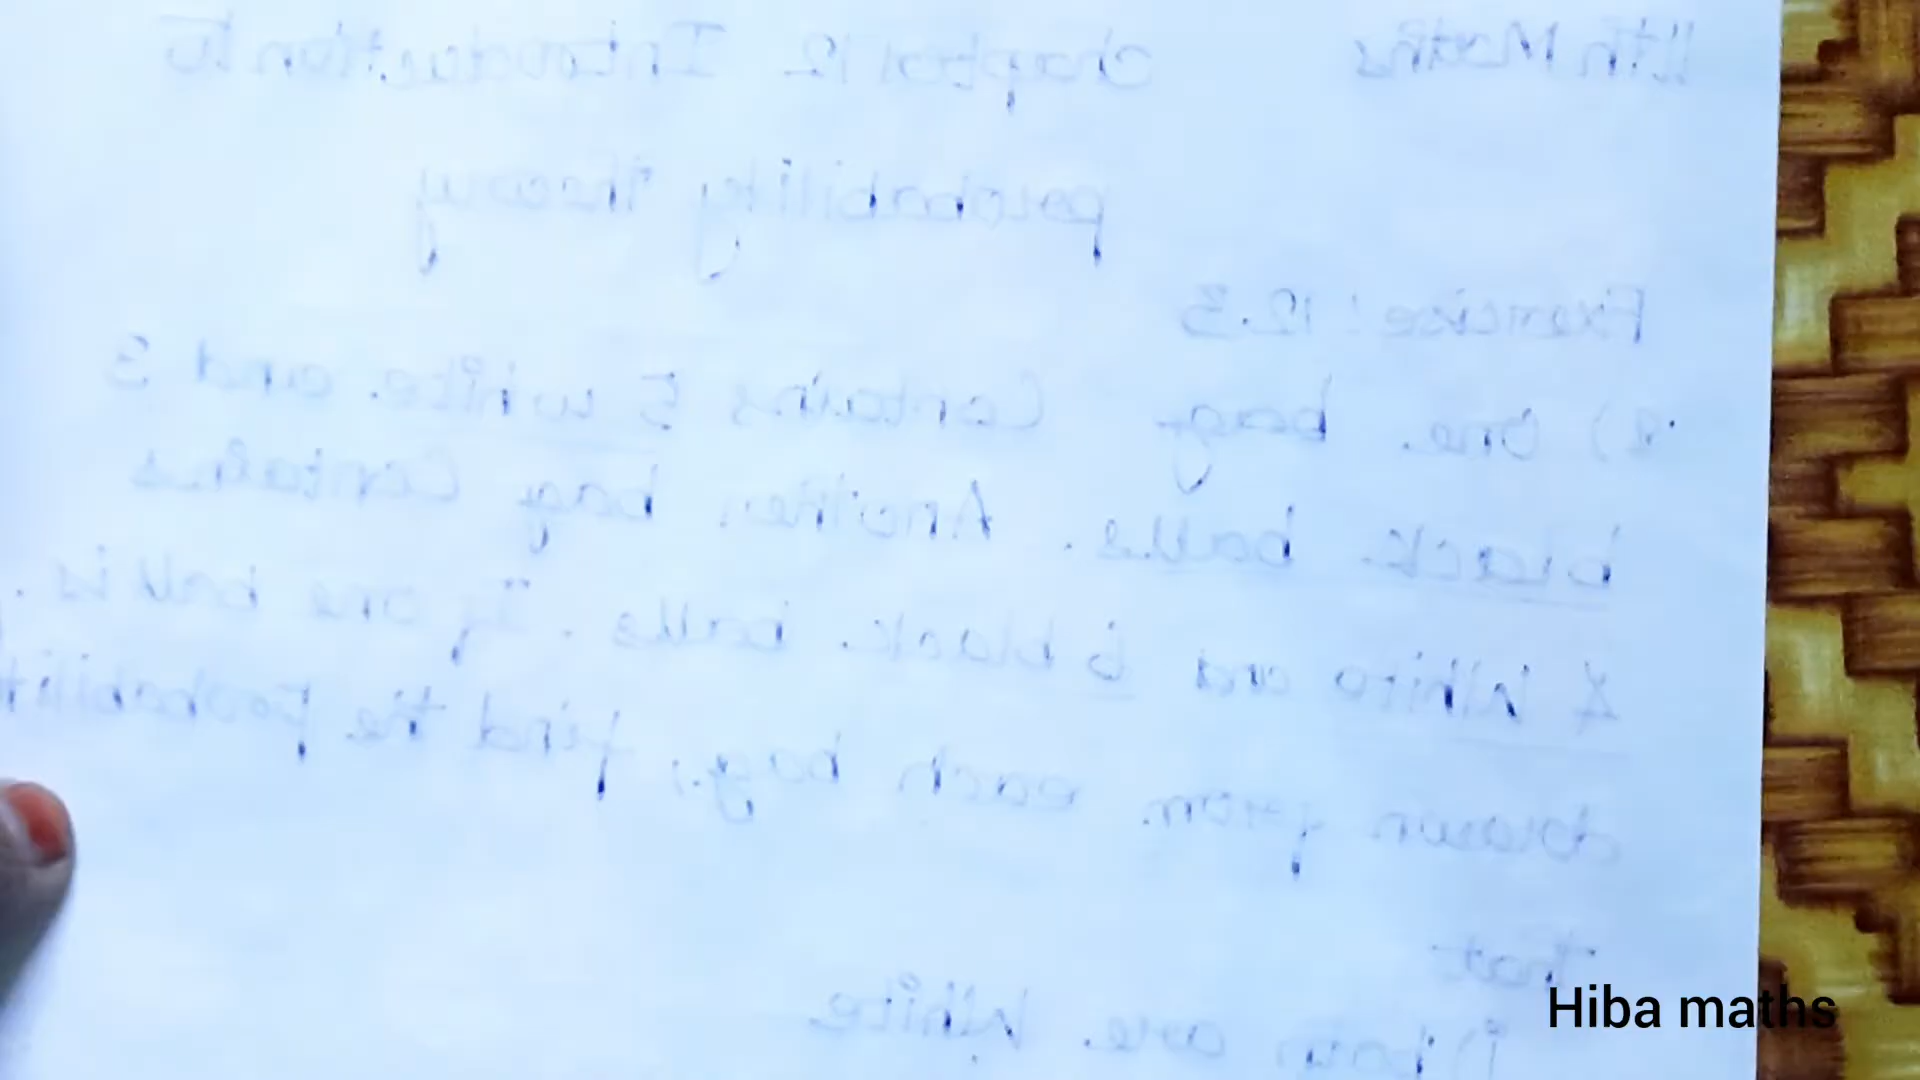 11th Maths chapter 12 Introduction to
probability theory
Exercise: 12.3
8) One bag contains 5 white and 3
black balls. Another bag contains
4 White and 6 black balls. If one ball is
drawn from each bag, find the
that
i) both are White
Hiba maths